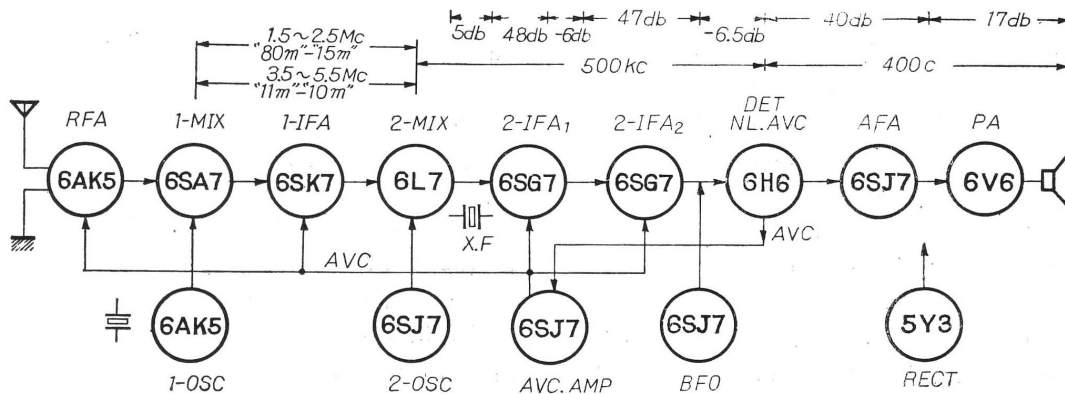 5db 48db -6db 47db -6.5db 40db 17db
1.5~2.5Mc
"80m"-"15m"
3.5~5.5Mc
"11m"-"10m"
500KC 400C
RFA 1-MIX 1-IFA 2-MIX 2-IFA1 2-IFA2 DET NL.AVC AFA PA
6AK5 6SA7 6SK7 6L7 6SG7 6SG7 6H6 6SJ7 6V6
X.F
AVC AVC
6AK5 6SJ7 6SJ7 6SJ7 5Y3
1-OSC 2-OSC AVC.AMP BFO RECT